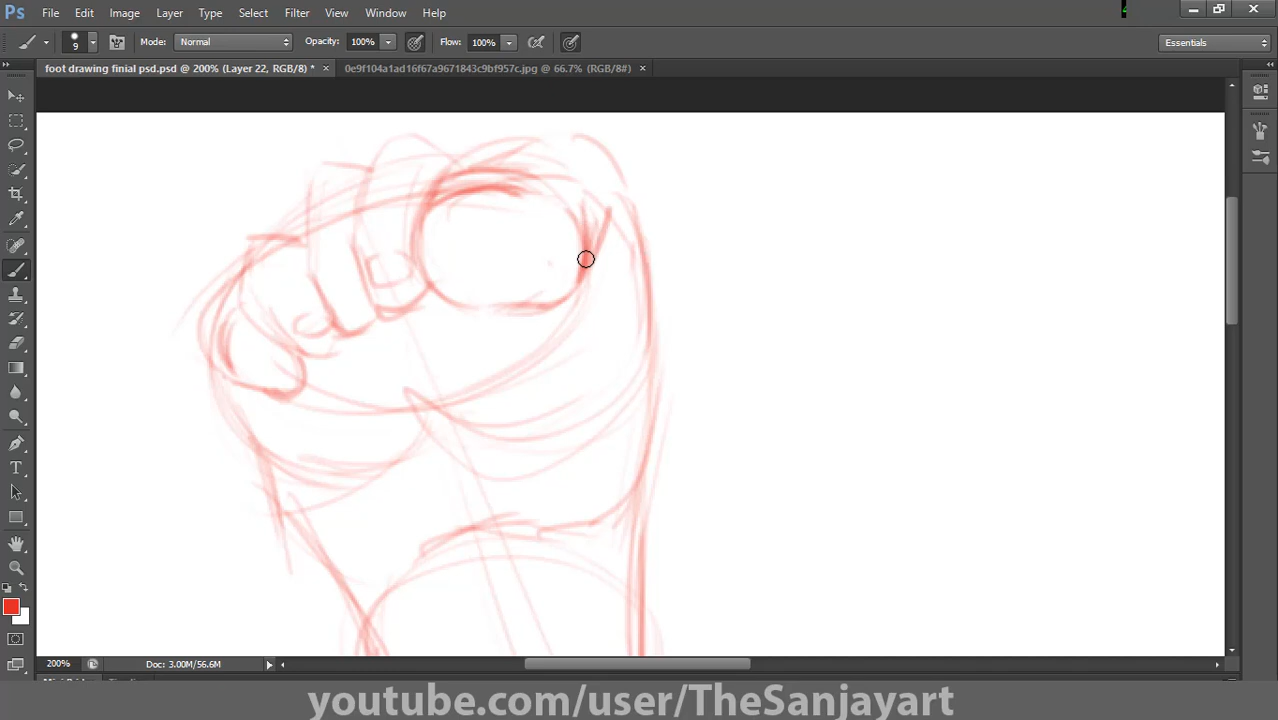 Ps File Edit Image Layer Type Select Filter View Window Help
9 Mode: Normal Opacity: 100% Flow: 100% Essentials
foot drawing finial psd.psd @ 200% (Layer 22, RGB/8) * × 0e9f104a1ad16f67a9671843c9bf957c.jpg @ 66.7% (RGB/8#) ×
T
200% Doc: 3.00M/56.6M
youtube.com/user/TheSanjayart